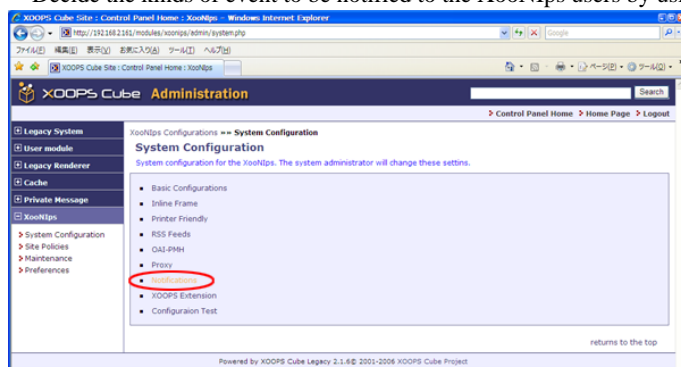 Decide the kinds of event to be notified to the XooNIps users by usi
XOOPS Cube Site : Control Panel Home : XooNIps - Windows Internet Explorer
http://192.168.2.161/modules/xoonips/admin/system.php
Google
ファイル(F) 編集(E) 表示(V) お気に入り(A) ツール(T) ヘルプ(H)
XOOPS Cube Site : Control Panel Home : XooNIps
ページ(P) ツール(O)
XOOPS Cube Administration
Search
Control Panel Home Home Page Logout
Legacy System
User module
Legacy Renderer
Cache
Private Message
XooNIps
System Configuration
Site Policies
Maintenance
Preferences
XooNIps Configurations »» System Configuration
System Configuration
System configuration for the XooNIps. The system administrator will change these settins.
Basic Configurations
Inline Frame
Printer Friendly
RSS Feeds
OAI-PMH
Proxy
Notifications
XOOPS Extension
Configuraion Test
returns to the top
Powered by XOOPS Cube Legacy 2.1.6© 2001-2006 XOOPS Cube Project